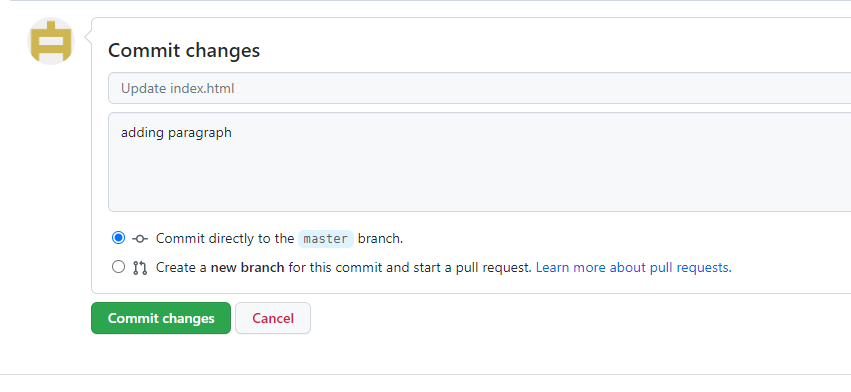 Commit changes
Update index.html
adding paragraph
Commit directly to the master branch.
Create a new branch for this commit and start a pull request. Learn more about pull requests.
Commit changes Cancel